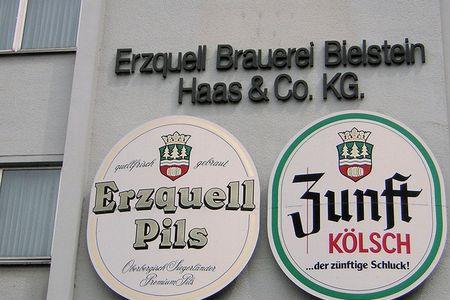 Erzquell Brauerei Bielstein
Haas & Co. KG.
quellfrisch gebraut
Erzquell
Pils
Oberbergisch Siegerländer
Premium Pils
Zunft
KÖLSCH
...der zünftige Schluck!